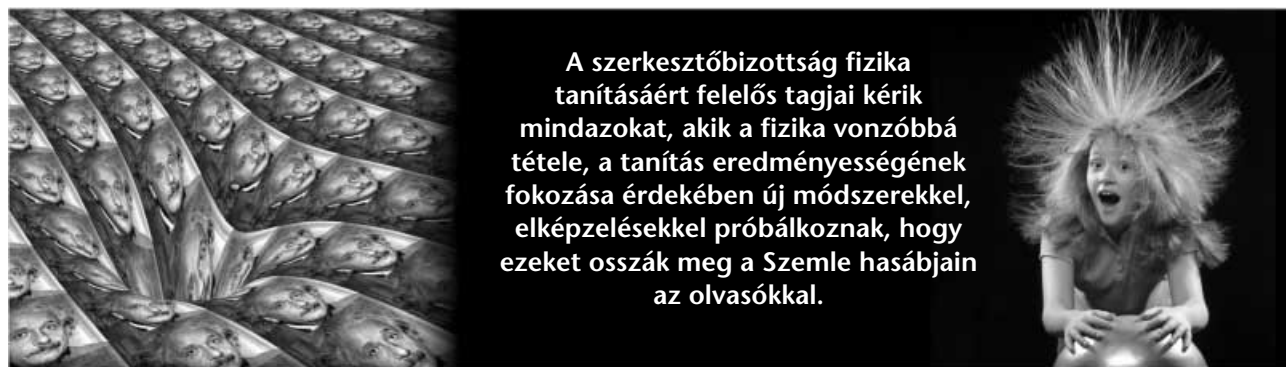 A szerkesztőbizottság fizika
tanításáért felelős tagjai kérik
mindazokat, akik a fizika vonzóbbá
tétele, a tanítás eredményességének
fokozása érdekében új módszerekkel,
elképzelésekkel próbálkoznak, hogy
ezeket osszák meg a Szemle hasábjain
az olvasókkal.